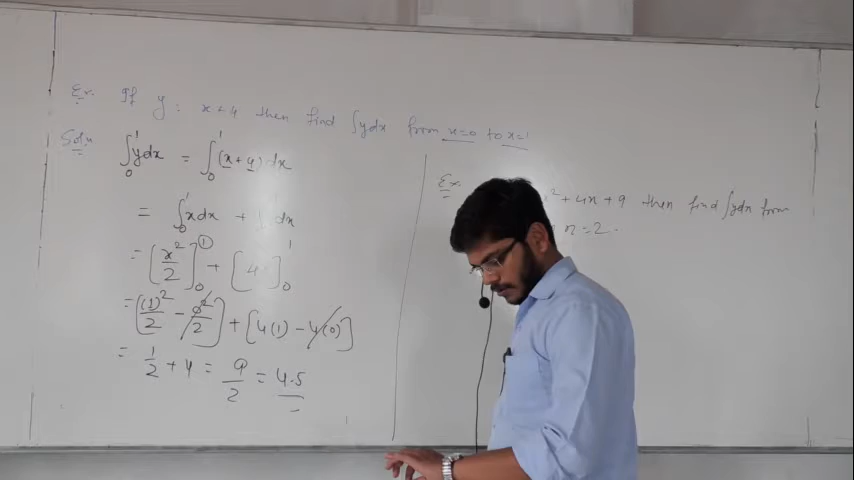 Ex. If y = x + 4 then find ∫ydx from x=0 to x=1
Soln ∫₀¹ ydx = ∫₀¹ (x+4) dx
= ∫₀¹ xdx + ∫ dx
= [x²/2]₀¹ + [4 ]₀¹
= [(1)²/2 - 0²/2] + [4(1) - 4(0)]
= 1/2 + 4 = 9/2 = 4.5
Ex. ² + 4x + 9 then find ∫ydx from
x = 2.